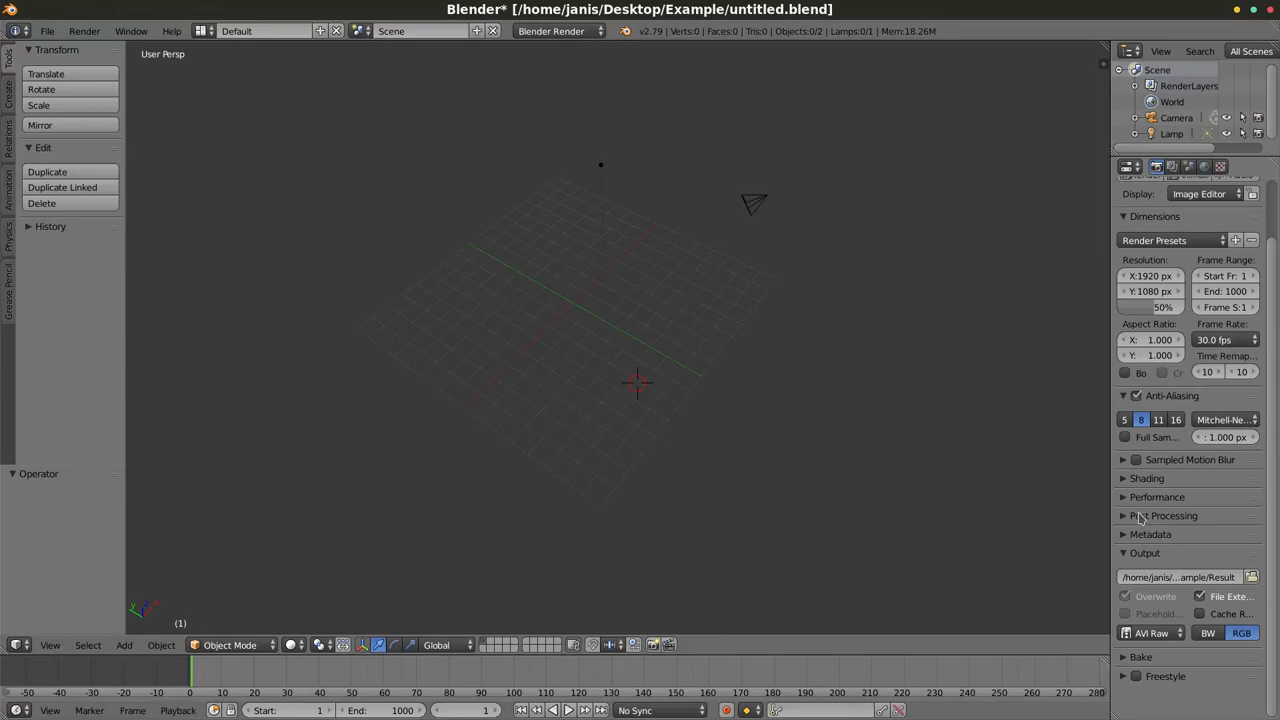 Blender* [/home/janis/Desktop/Example/untitled.blend]
File Render Window Help Default Scene Blender Render v2.79 | Verts:0 | Faces:0 | Tris:0 | Objects:0/2 | Lamps:0/1 | Mem:18.26M
View Search All Scenes
Tools
Create
Relations
Animation
Physics
Grease Pencil
Transform
Translate
Rotate
Scale
Mirror
Edit
Duplicate
Duplicate Linked
Delete
History
Operator
User Persp
(1)
Scene
RenderLayers
World
Camera
Lamp
Display: Image Editor
Dimensions
Render Presets
Resolution: Frame Range:
X:1920 px Start Fr: 1
Y:1080 px End: 1000
50% Frame S:1
Aspect Ratio: Frame Rate:
X: 1.000 30.0 fps
Y: 1.000 Time Remap...
Bo Cr 10 10
Anti-Aliasing
5 8 11 16 Mitchell-Ne...
Full Sam... : 1.000 px
Sampled Motion Blur
Shading
Performance
Post Processing
Metadata
Output
/home/janis/...ample/Result
Overwrite File Exte...
Placehold... Cache R...
AVI Raw BW RGB
Bake
Freestyle
View Select Add Object Object Mode Global
-50 -40 -30 -20 -10 0 10 20 30 40 50 60 70 80 90 100 110 120 130 140 150 160 170 180 190 200 210 220 230 240 250 260 270 280
View Marker Frame Playback Start: 1 End: 1000 1 No Sync